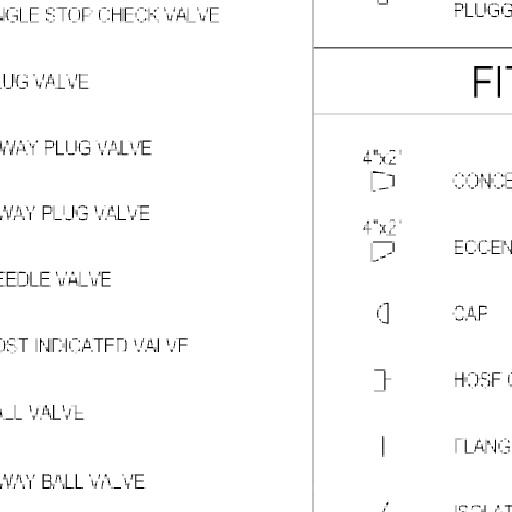 NGLE STOP CHECK VALVE
LUG VALVE
WAY PLUG VALVE
WAY PLUG VALVE
EEDLE VALVE
OST INDICATED VALVE
ALL VALVE
WAY BALL VALVE
PLUGG
FIT
4"x2"
CONCE
4"x2"
ECCEN
CAP
HOSE C
FLANG
ISOLAT